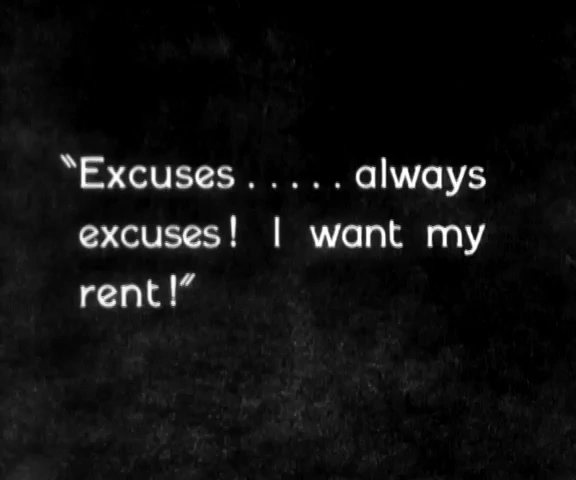 "Excuses.....always
excuses! I want my
rent!"